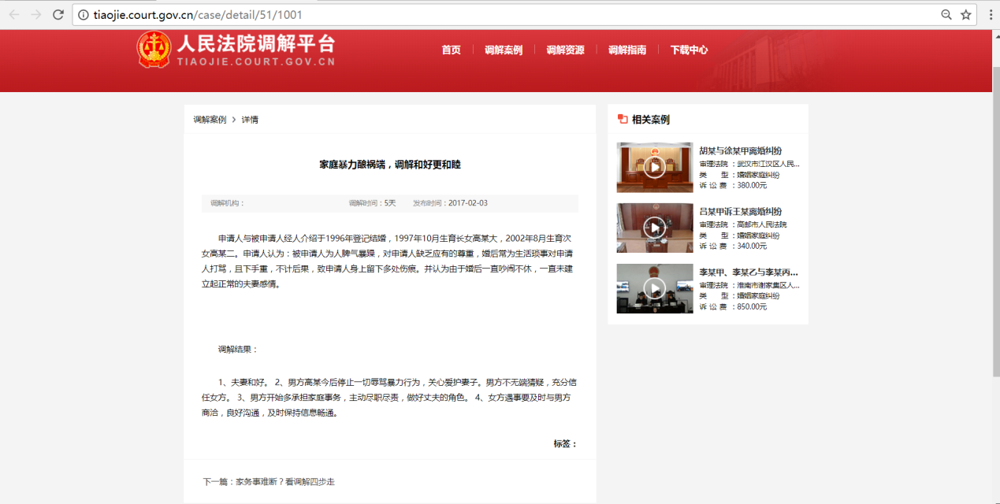 tiaojie.court.gov.cn/case/detail/51/1001
人民法院调解平台
TIAOJIE.COURT.GOV.CN
首页
调解案例
调解资源
调解指南
下载中心
调解案例 > 详情
家庭暴力酿祸端，调解和好更和睦
调解机构： 调解时间：5天 发布时间：2017-02-03
申请人与被申请人经人介绍于1996年登记结婚，1997年10月生育长女高某大，2002年8月生育次
女高某二。申请人认为：被申请人为人脾气暴躁，对申请人缺乏应有的尊重，婚后常为生活琐事对申请
人打骂，且下手重，不计后果，致申请人身上留下多处伤痕。并认为由于婚后一直吵闹不休，一直未建
立起正常的夫妻感情。
调解结果：
1、夫妻和好。 2、男方高某今后停止一切辱骂暴力行为，关心爱护妻子。男方不无端猜疑，充分信
任女方。 3、男方开始多承担家庭事务，主动尽职尽责，做好丈夫的角色。 4、女方遇事要及时与男方
商洽，良好沟通，及时保持信息畅通。
标签：
下一篇：家务事难断？看调解四步走
相关案例
胡某与徐某甲离婚纠纷
审理法院 ：武汉市江汉区人民...
类 型 ：婚姻家庭纠纷
诉 讼 费 ：380.00元
吕某甲诉王某离婚纠纷
审理法院 ：高邮市人民法院
类 型 ：婚姻家庭纠纷
诉 讼 费 ：340.00元
李某甲、李某乙与李某丙...
审理法院 ：淮南市谢家集区人...
类 型 ：婚姻家庭纠纷
诉 讼 费 ：850.00元